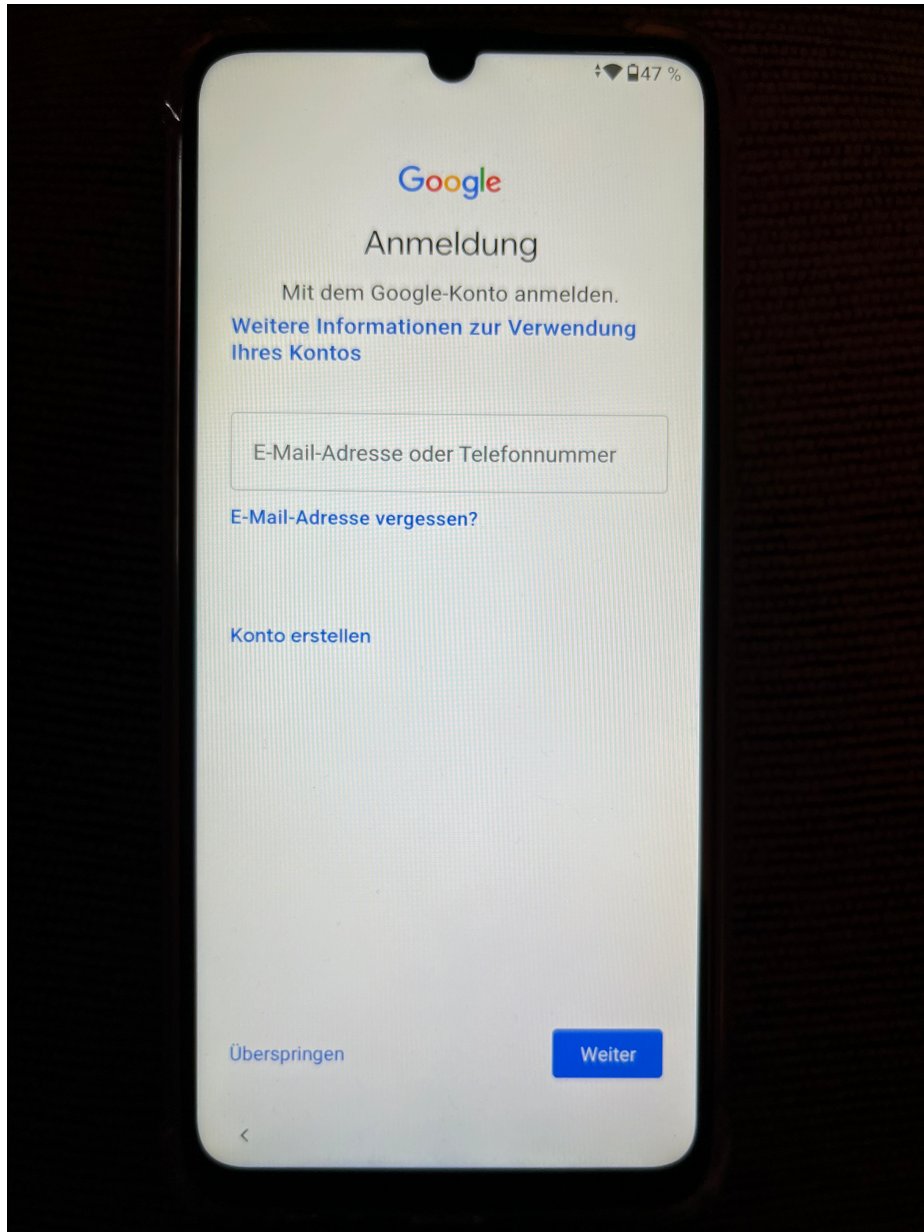 47 %
Google
Anmeldung
Mit dem Google-Konto anmelden.
Weitere Informationen zur Verwendung
Ihres Kontos
E-Mail-Adresse oder Telefonnummer
E-Mail-Adresse vergessen?
Konto erstellen
Überspringen
Weiter